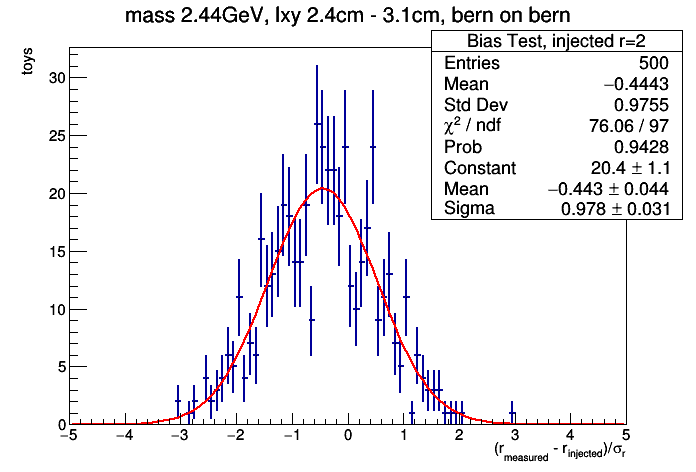 mass 2.44GeV, lxy 2.4cm - 3.1cm, bern on bern
toys
Bias Test, injected r=2
Entries 500
Mean −0.4443
Std Dev 0.9755
χ² / ndf 76.06 / 97
Prob 0.9428
Constant 20.4 ± 1.1
Mean −0.443 ± 0.044
Sigma 0.978 ± 0.031
30
25
20
15
10
5
0
−5 −4 −3 −2 −1 0 1 2 3 4 5
(r_measured - r_injected)/σ_r